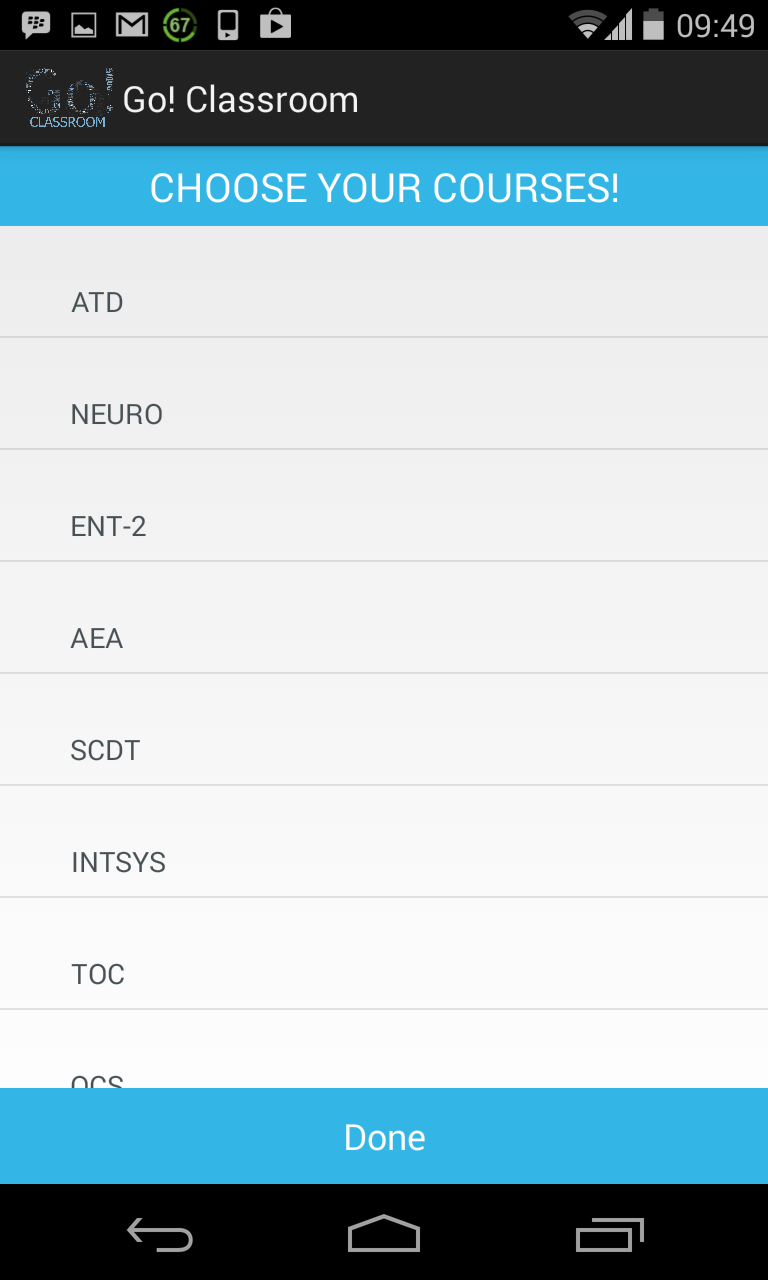 67
09:49
Go!
CLASSROOM
Go! Classroom
CHOOSE YOUR COURSES!
ATD
NEURO
ENT-2
AEA
SCDT
INTSYS
TOC
Done